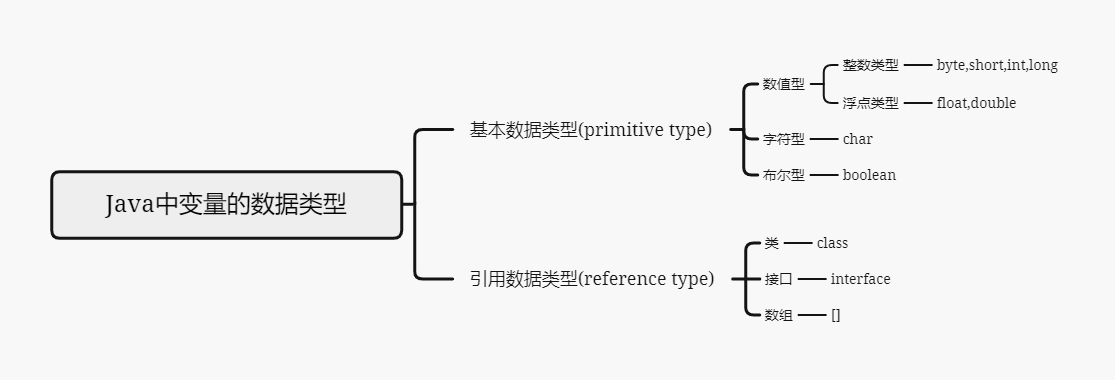 Java中变量的数据类型
基本数据类型(primitive type)
数值型
整数类型
byte,short,int,long
浮点类型
float,double
字符型
char
布尔型
boolean
引用数据类型(reference type)
类
class
接口
interface
数组
[]